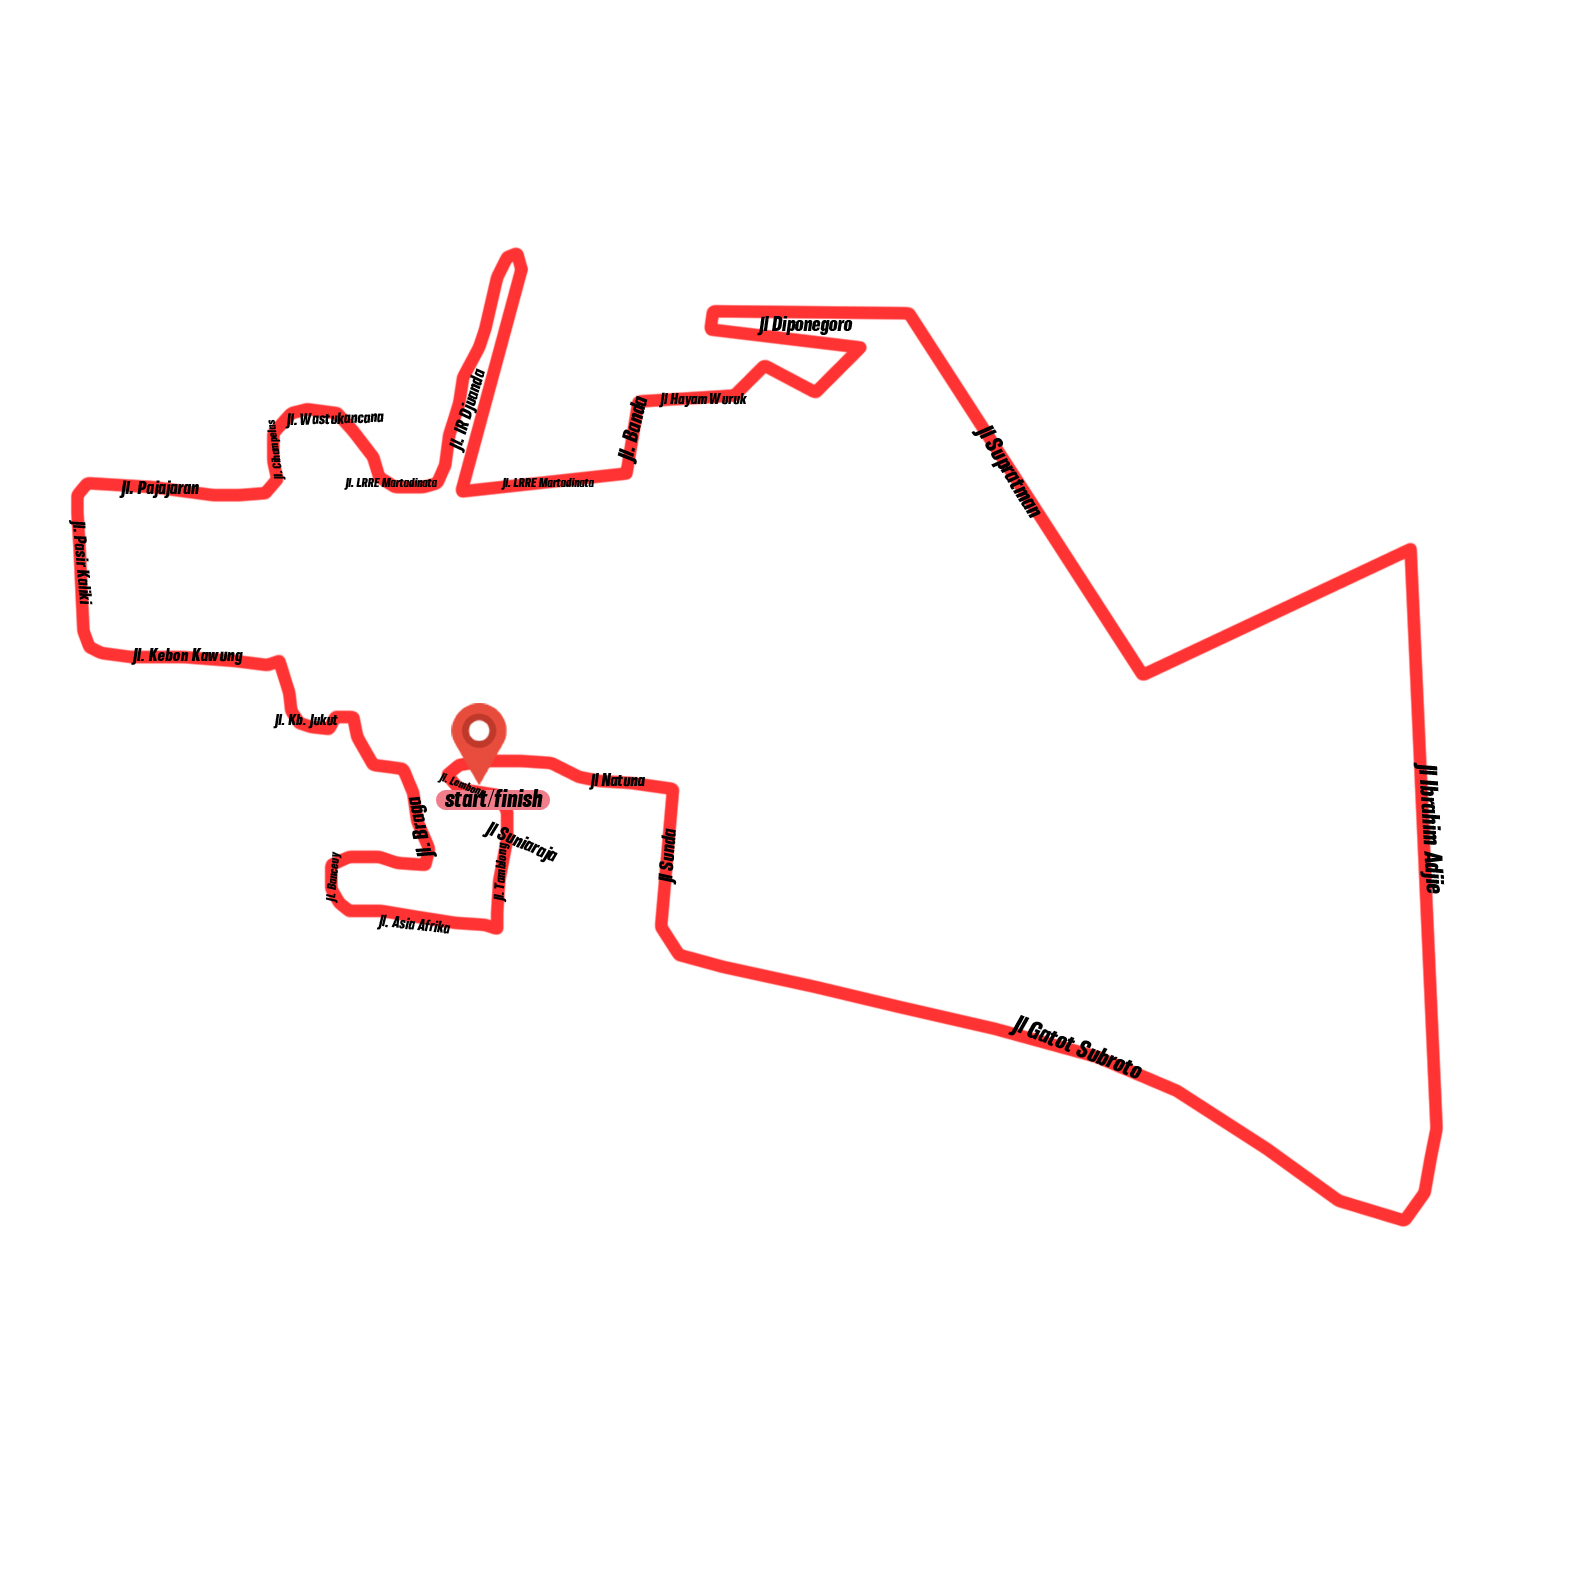 Jl Diponegoro
Jl. IR Djuanda
Jl Hayam Wuruk
Jl. Banda
Jl. Wastukancana
Jl. Cihampelas
Jl. LRRE Martadinata
Jl. LRRE Martadinata
Jl Supratman
Jl. Pajajaran
Jl. Pasir Kaliki
Jl. Kebon Kawung
Jl. Kb. Jukut
Jl. Lembong
start/finish
Jl Natuna
Jl. Braga
Jl Suniaraja
Jl. Tamblong
Jl Sunda
Jl Ibrahim Adjie
Jl. Banceuy
Jl. Asia Afrika
Jl Gatot Subroto